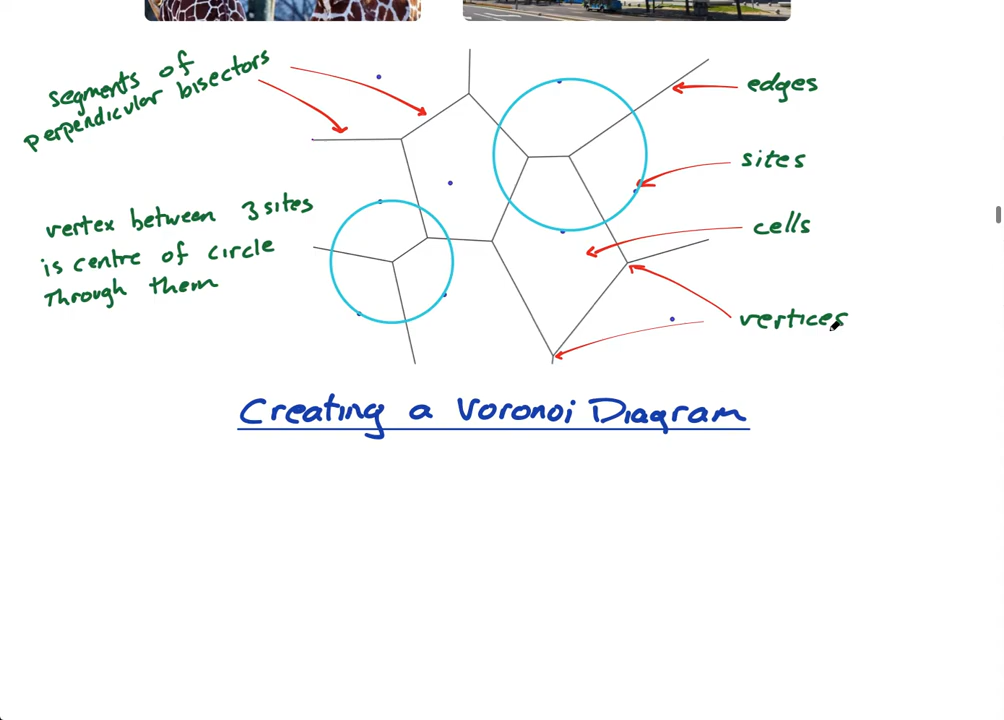 segments of
perpendicular bisectors
edges
sites
vertex between 3 sites
is centre of circle
through them
cells
vertices
Creating a Voronoi Diagram